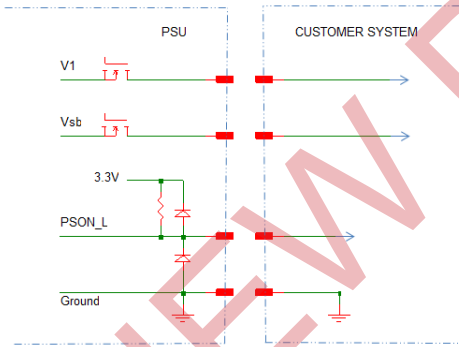 PSU
CUSTOMER SYSTEM
V1
Vsb
3.3V
PSON_L
Ground